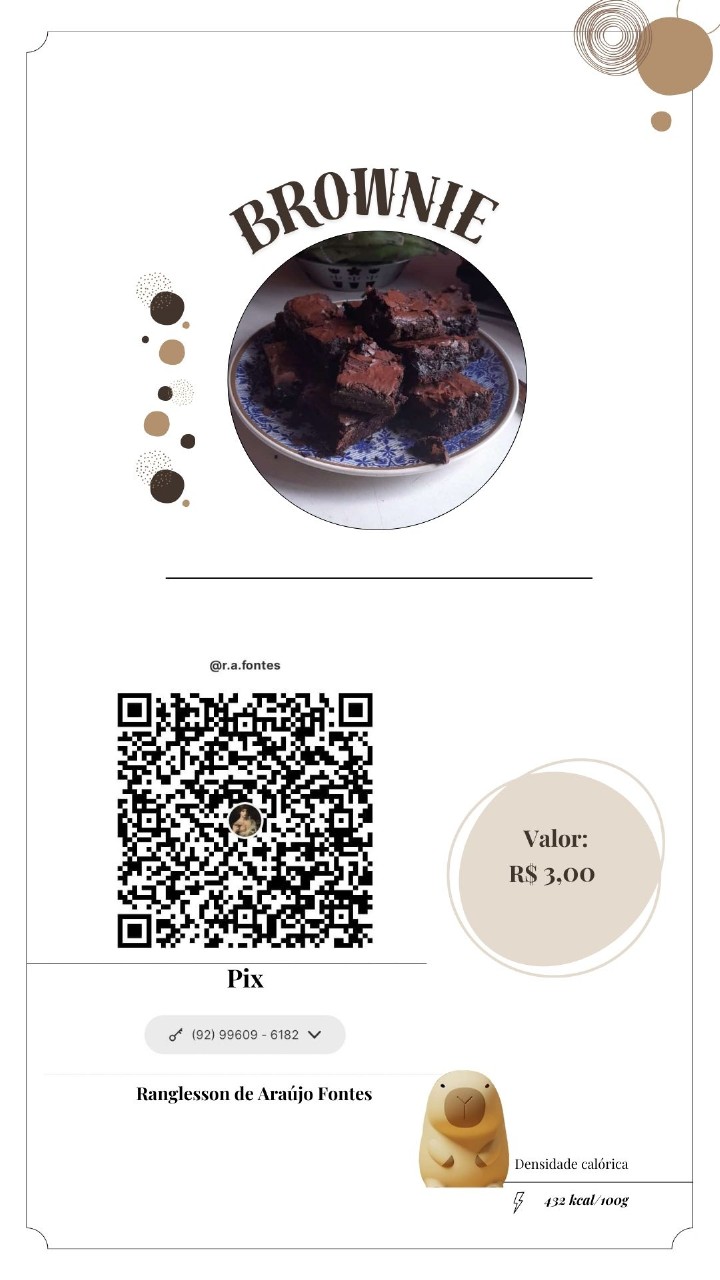 BROWNIE
@r.a.fontes
Valor:
R$ 3,00
Pix
(92) 99609 - 6182
Ranglesson de Araújo Fontes
Densidade calórica
432 kcal/100g